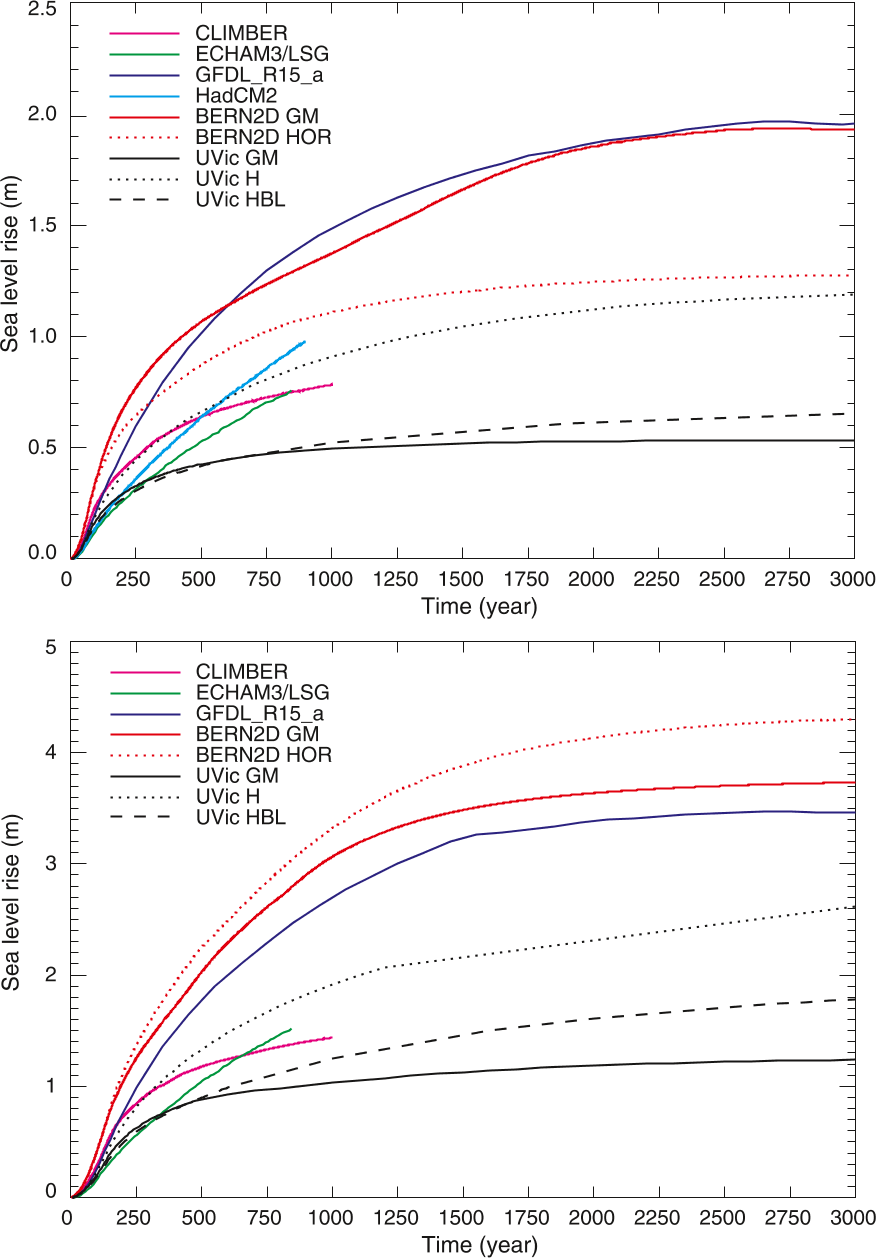 2.5
2.0
1.5
1.0
0.5
0.0
Sea level rise (m)
CLIMBER
ECHAM3/LSG
GFDL_R15_a
HadCM2
BERN2D GM
BERN2D HOR
UVic GM
UVic H
UVic HBL
0 250 500 750 1000 1250 1500 1750 2000 2250 2500 2750 3000
Time (year)
5
4
3
2
1
0
Sea level rise (m)
CLIMBER
ECHAM3/LSG
GFDL_R15_a
BERN2D GM
BERN2D HOR
UVic GM
UVic H
UVic HBL
0 250 500 750 1000 1250 1500 1750 2000 2250 2500 2750 3000
Time (year)